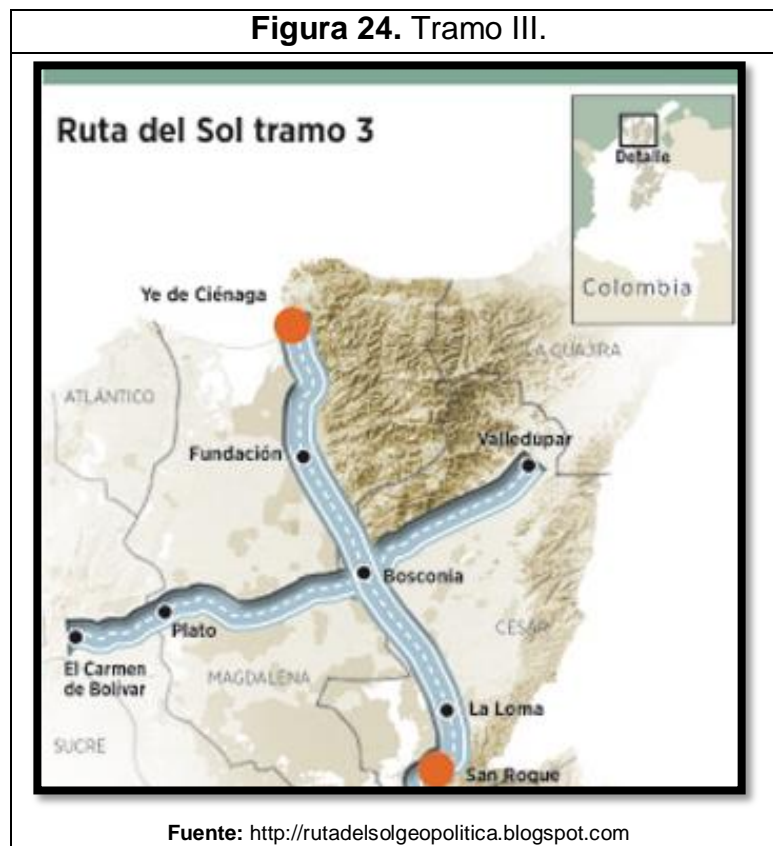 Figura 24. Tramo III.
Ruta del Sol tramo 3
Detalle
Colombia
Ye de Ciénaga
LA GUAJIRA
ATLÁNTICO
Valledupar
Fundación
Bosconia
Plato
CESAR
El Carmen
de Bolívar
MAGDALENA
La Loma
SUCRE
San Roque
Fuente: http://rutadelsolgeopolitica.blogspot.com